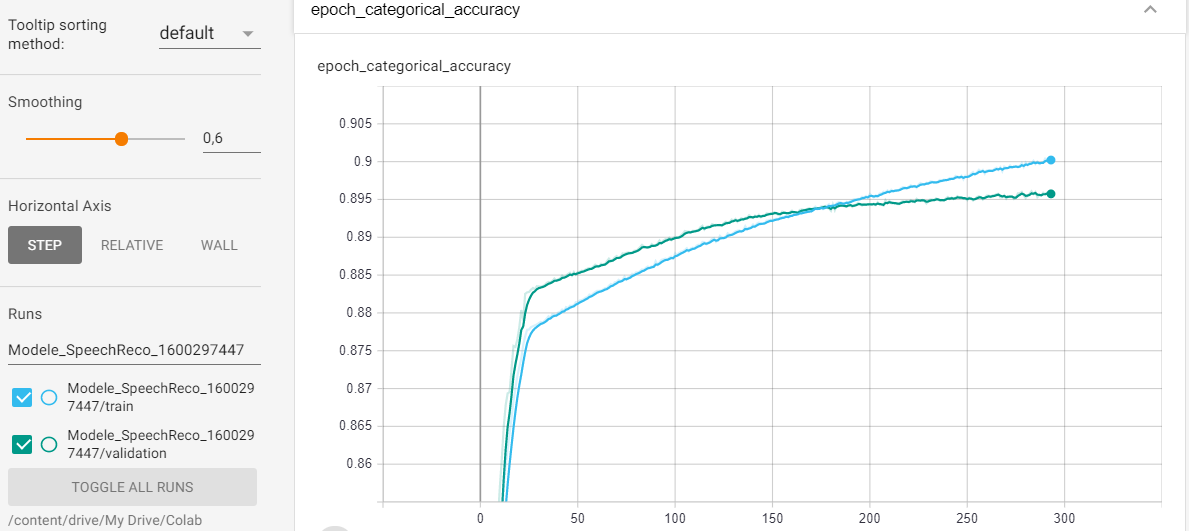 epoch_categorical_accuracy
Tooltip sorting
method:
default
Smoothing
0,6
Horizontal Axis
STEP
RELATIVE
WALL
Runs
Modele_SpeechReco_1600297447
Modele_SpeechReco_160029
7447/train
Modele_SpeechReco_160029
7447/validation
TOGGLE ALL RUNS
/content/drive/My Drive/Colab
epoch_categorical_accuracy
0.905
0.9
0.895
0.89
0.885
0.88
0.875
0.87
0.865
0.86
0
50
100
150
200
250
300